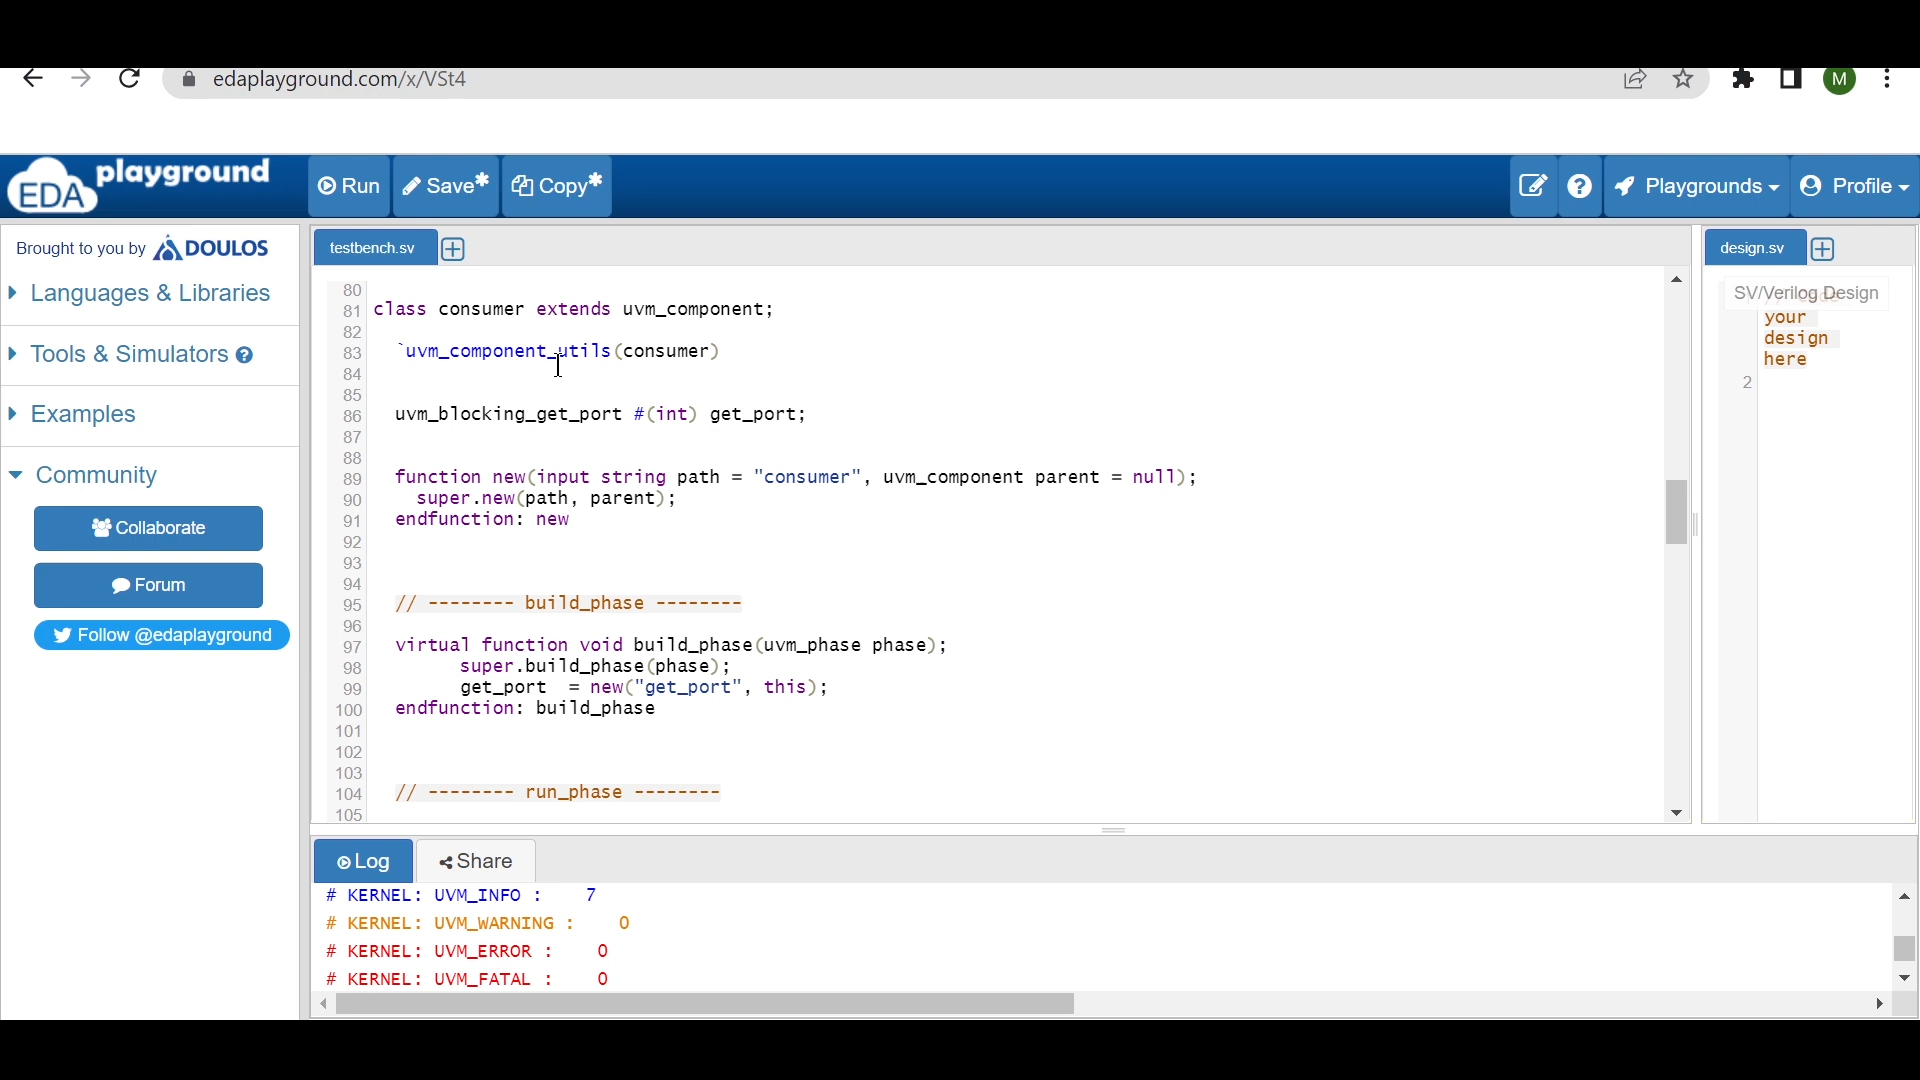 edaplayground.com/x/VSt4
M
EDA playground
Run
Save*
Copy*
?
Playgrounds
Profile
Brought to you by DOULOS
Languages & Libraries
Tools & Simulators ?
Examples
Community
Collaborate
Forum
Follow @edaplayground
testbench.sv
80
81 class consumer extends uvm_component;
82
83 `uvm_component_utils(consumer)
84
85
86 uvm_blocking_get_port #(int) get_port;
87
88
89 function new(input string path = "consumer", uvm_component parent = null);
90 super.new(path, parent);
91 endfunction: new
92
93
94
95 // -------- build_phase --------
96
97 virtual function void build_phase(uvm_phase phase);
98 super.build_phase(phase);
99 get_port = new("get_port", this);
100 endfunction: build_phase
101
102
103
104 // -------- run_phase --------
105
design.sv
SV/Verilog Design
your
design
here
2
Log
Share
# KERNEL: UVM_INFO : 7
# KERNEL: UVM_WARNING : 0
# KERNEL: UVM_ERROR : 0
# KERNEL: UVM_FATAL : 0